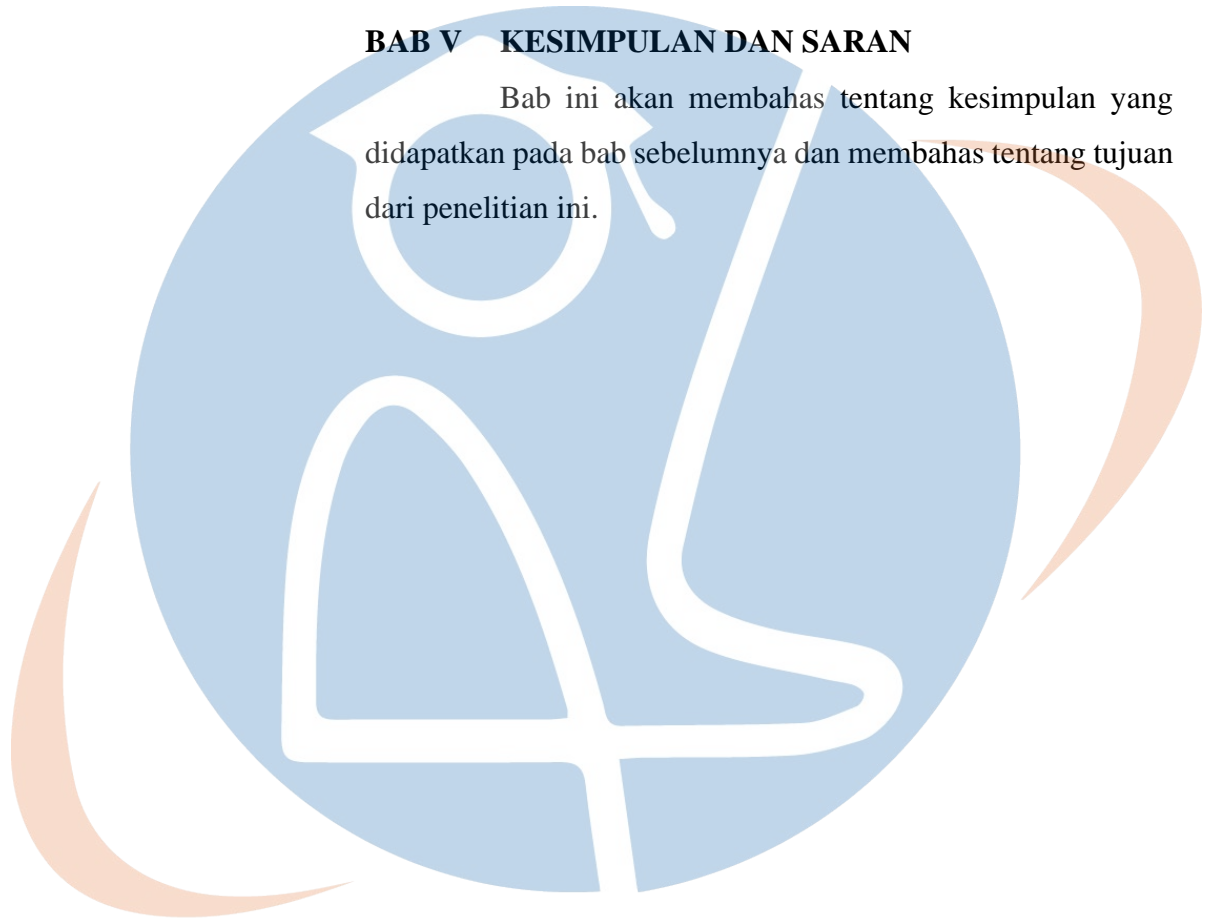 BAB V KESIMPULAN DAN SARAN
Bab ini akan membahas tentang kesimpulan yang
didapatkan pada bab sebelumnya dan membahas tentang tujuan
dari penelitian ini.